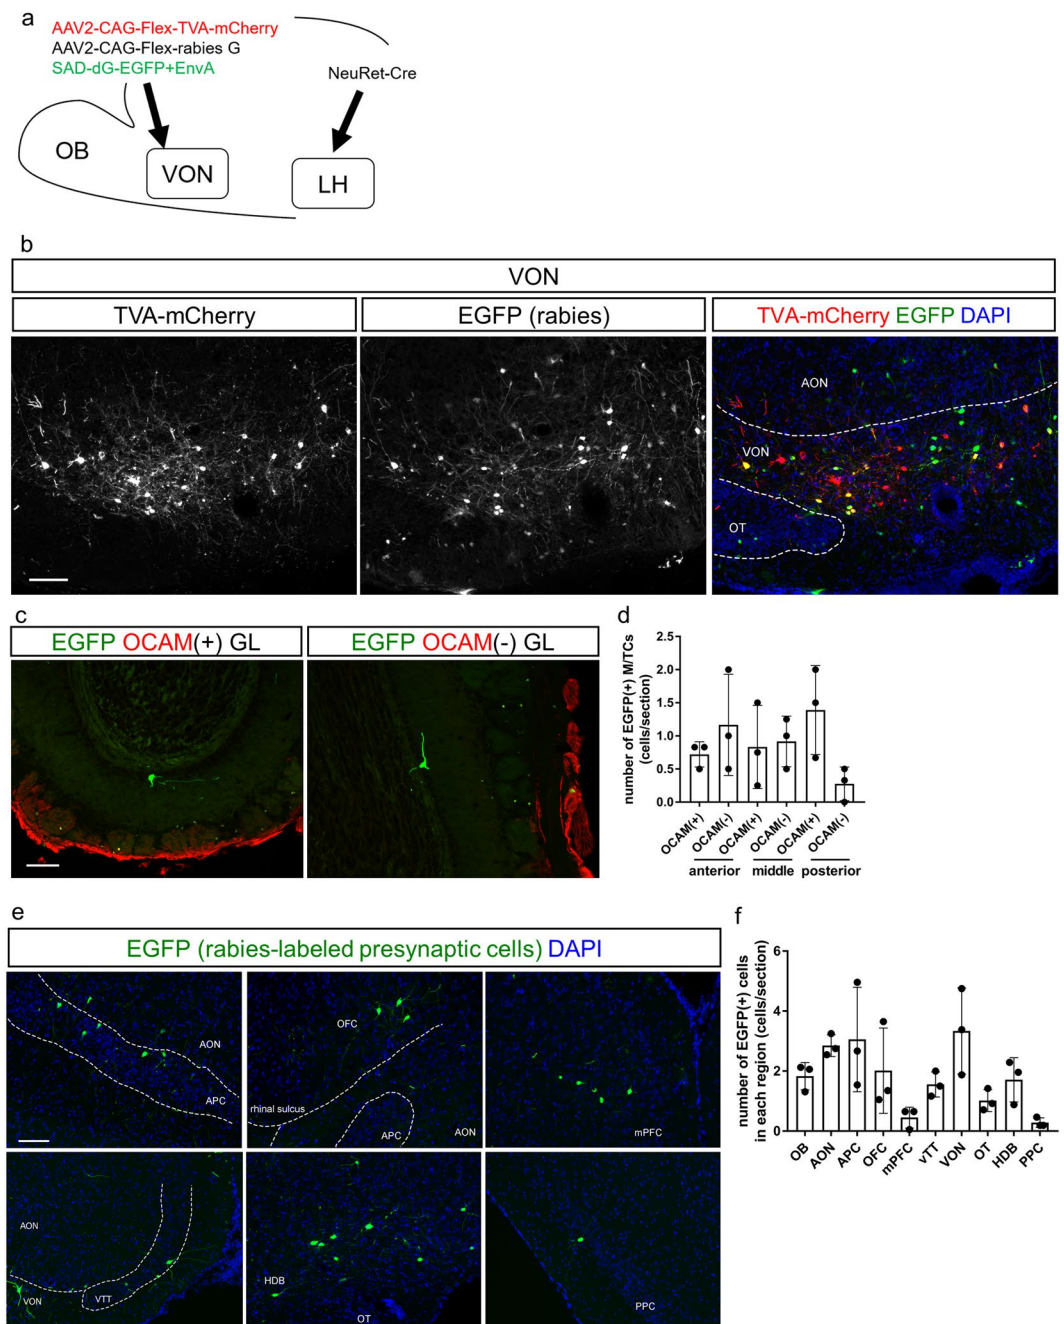 a
AAV2-CAG-Flex-TVA-mCherry
AAV2-CAG-Flex-rabies G
SAD-dG-EGFP+EnvA
NeuRet-Cre
OB
VON
LH
b
VON
TVA-mCherry
EGFP (rabies)
TVA-mCherry EGFP DAPI
AON
VON
OT
c
EGFP OCAM(+) GL
EGFP OCAM(-) GL
d
number of EGFP(+) M/TCs
(cells/section)
2.5
2.0
1.5
1.0
0.5
0.0
OCAM(+)
OCAM(-)
OCAM(+)
OCAM(-)
OCAM(+)
OCAM(-)
anterior
middle
posterior
e
EGFP (rabies-labeled presynaptic cells) DAPI
AON
APC
OFC
rhinal sulcus
APC
AON
mPFC
AON
VON
VTT
HDB
OT
PPC
f
number of EGFP(+) cells
in each region (cells/section)
6
4
2
0
OB
AON
APC
OFC
mPFC
vTT
VON
OT
HDB
PPC